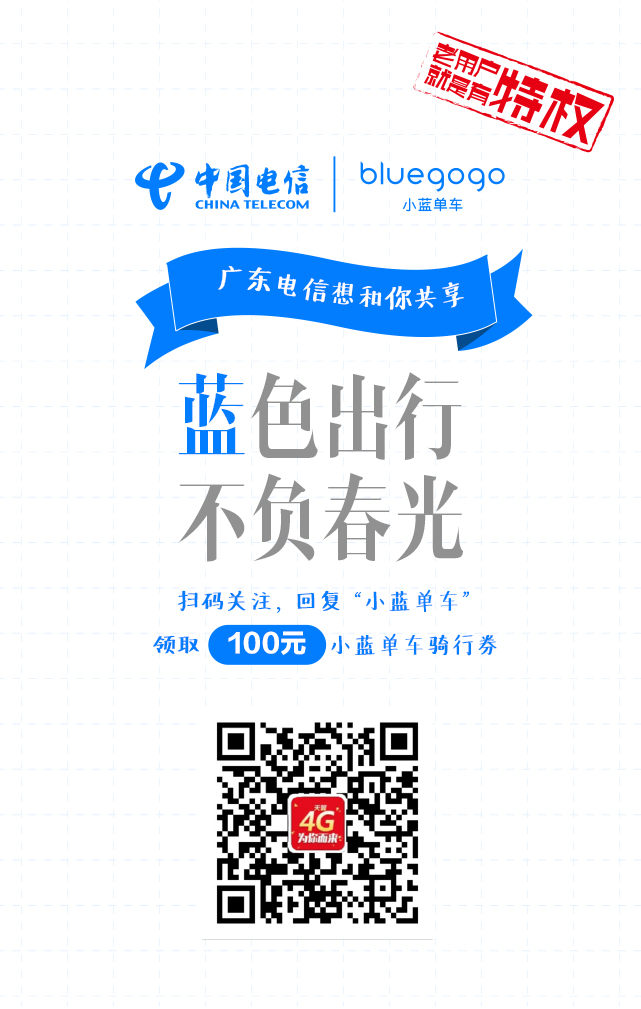 老用户
就是有特权
中国电信
CHINA TELECOM
bluegogo
小蓝单车
广东电信想和你共享
蓝色出行
不负春光
扫码关注，回复“小蓝单车”
领取 100元 小蓝单车骑行券
天翼
4G
为你而来